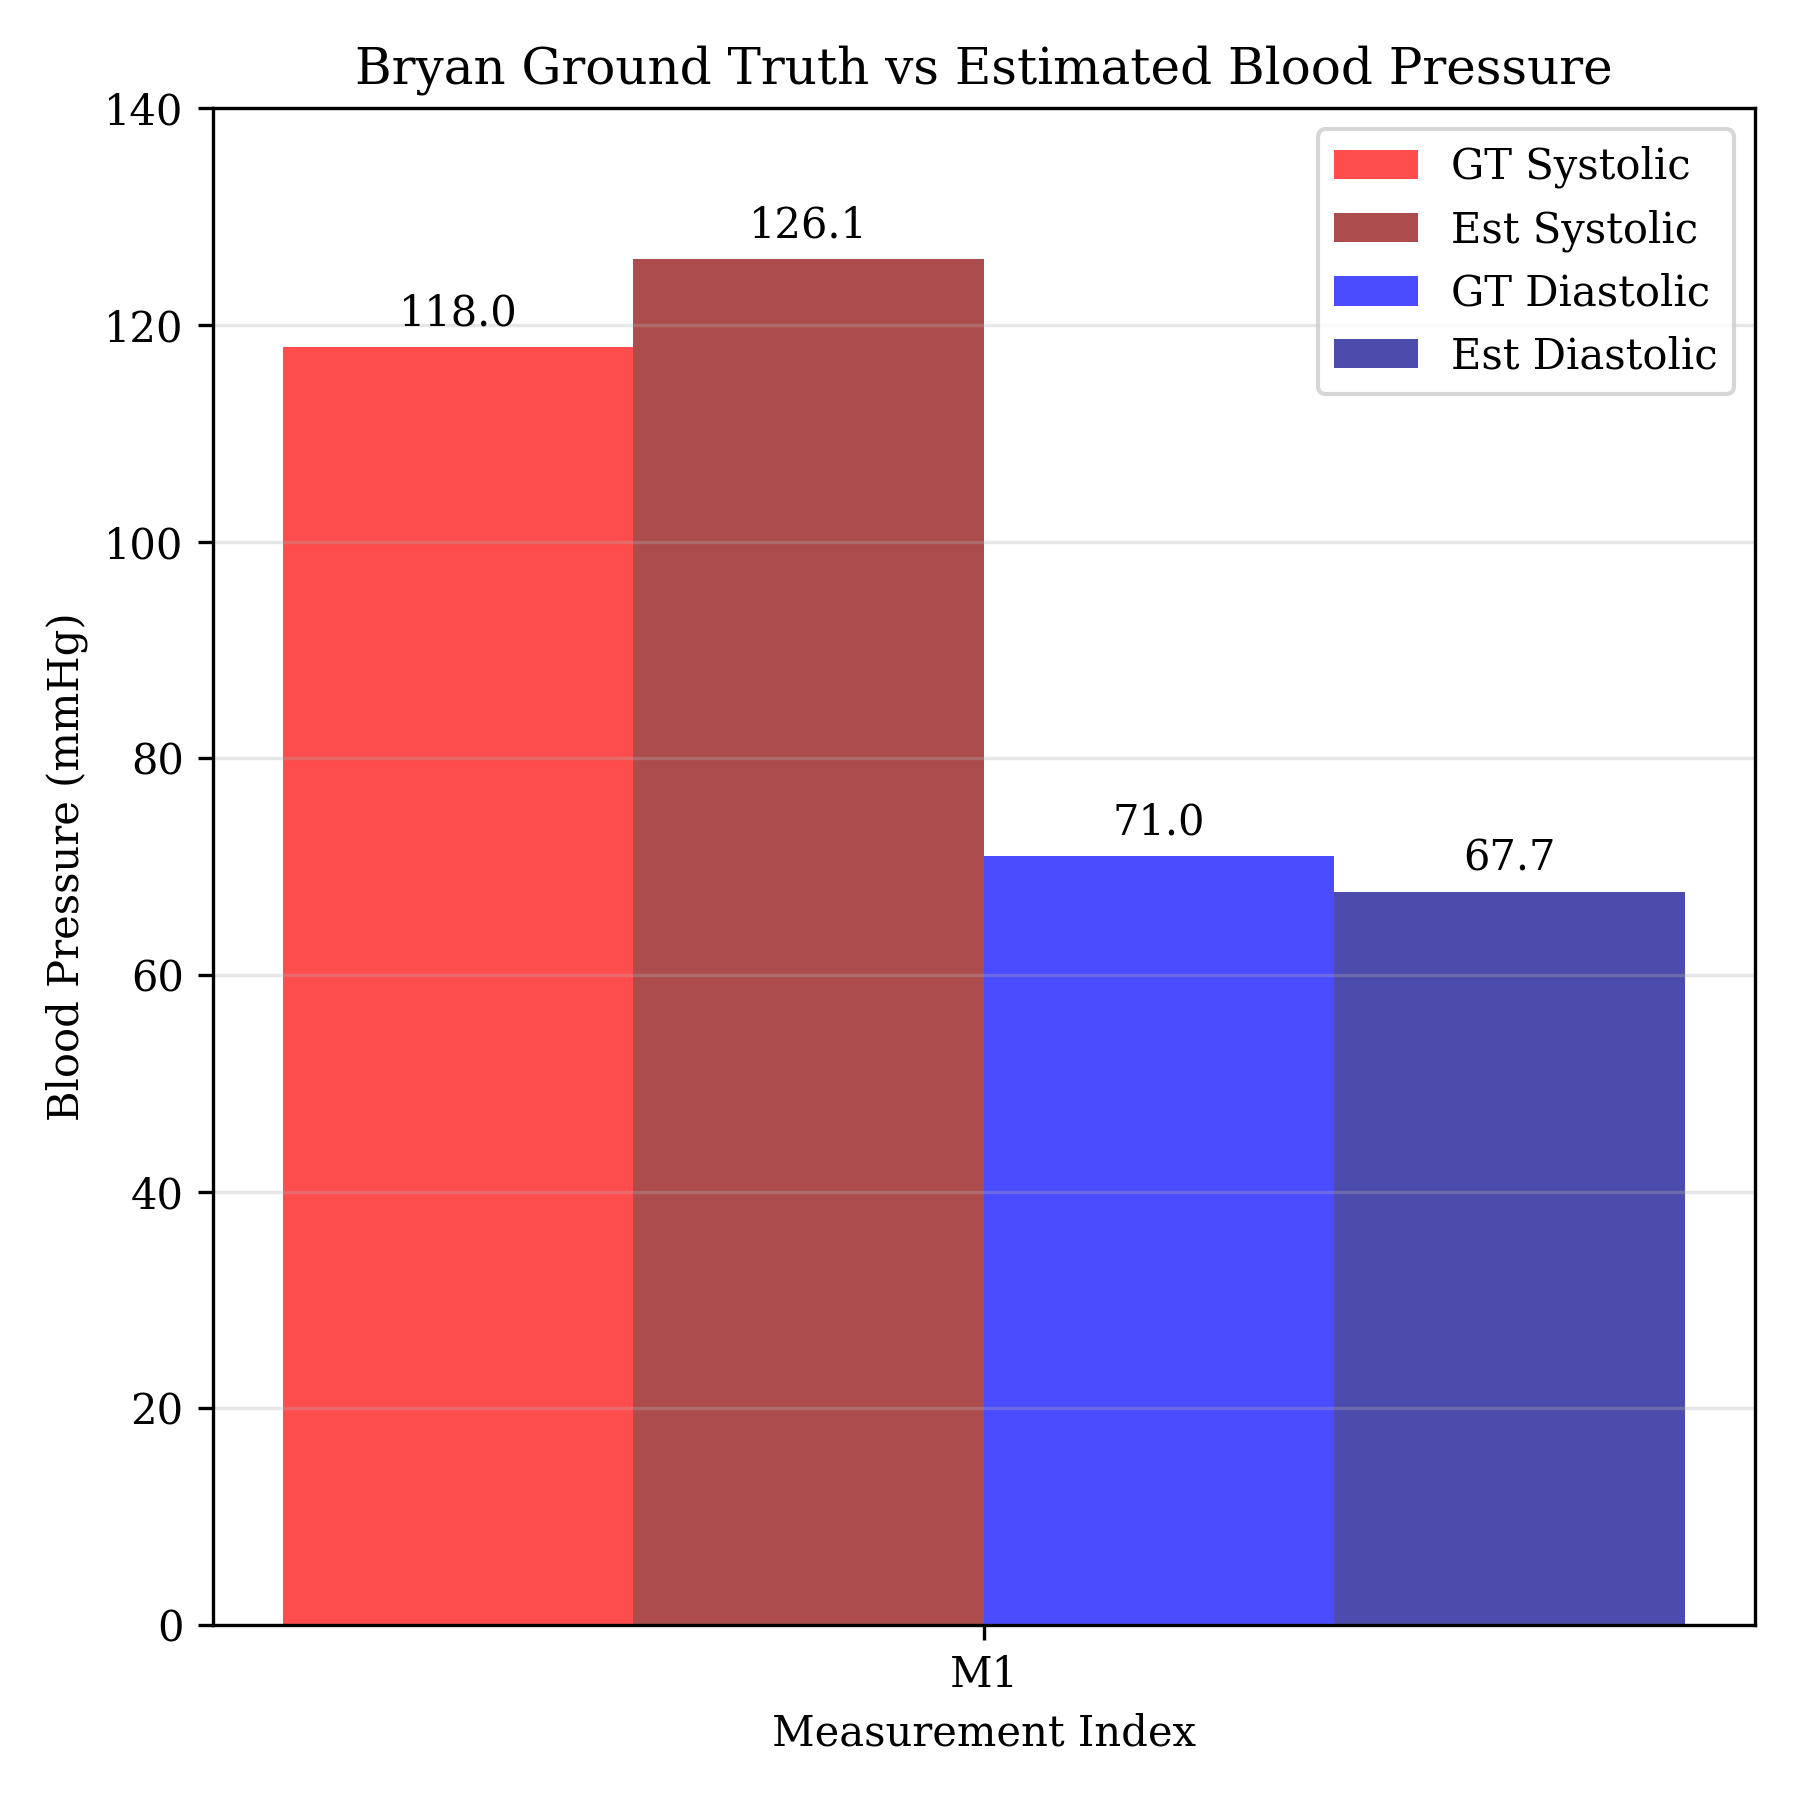 Bryan Ground Truth vs Estimated Blood Pressure
140
120
100
80
60
40
20
0
Blood Pressure (mmHg)
GT Systolic
Est Systolic
GT Diastolic
Est Diastolic
118.0
126.1
71.0
67.7
M1
Measurement Index